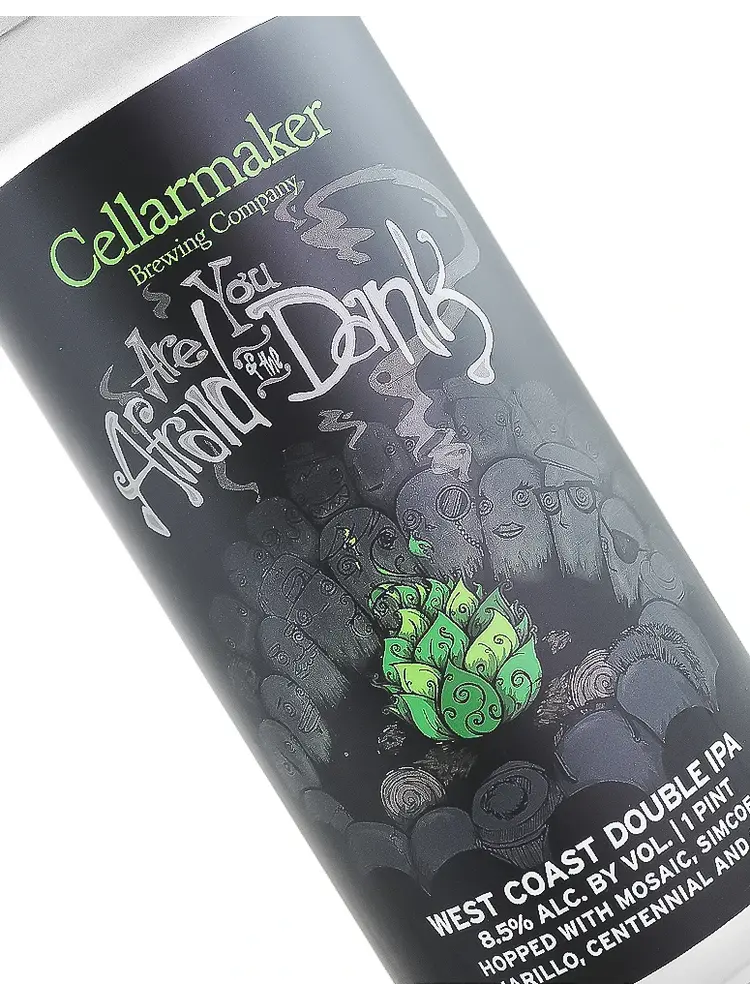 Cellarmaker
Brewing Company
Are You
Afraid of the Dank
WEST COAST DOUBLE IPA
8.5% ALC. BY VOL. | 1 PINT
HOPPED WITH MOSAIC, SIMCOE
ARILLO, CENTENNIAL AND